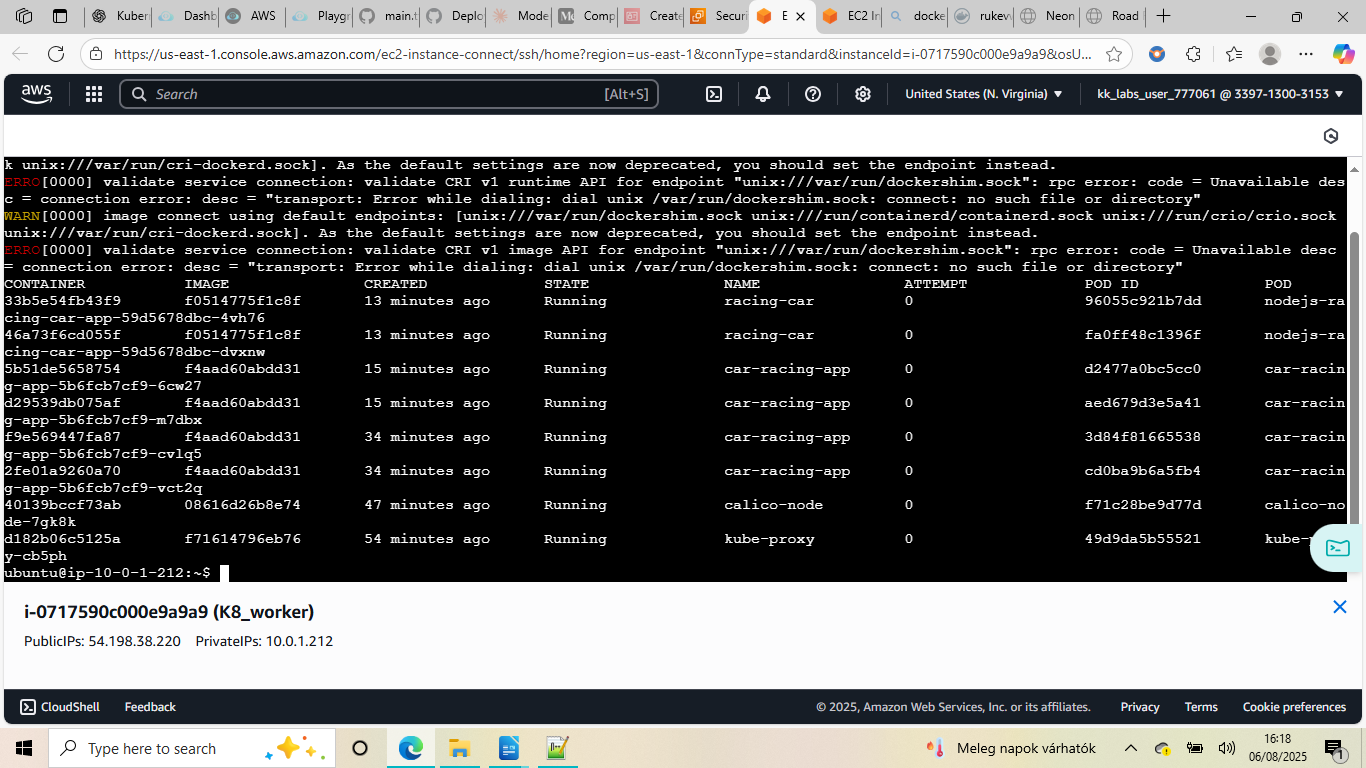 Kuber
Dashb
AWS
Playgr
main.t
Deplo
Mode
Comp
Create
Securi
E
EC2 In
docke
rukev
Neon
Road
https://us-east-1.console.aws.amazon.com/ec2-instance-connect/ssh/home?region=us-east-1&connType=standard&instanceId=i-0717590c000e9a9a9&osU...
aws
Search
[Alt+S]
United States (N. Virginia)
kk_labs_user_777061 @ 3397-1300-3153
k unix:///var/run/cri-dockerd.sock]. As the default settings are now deprecated, you should set the endpoint instead.
ERRO[0000] validate service connection: validate CRI v1 runtime API for endpoint "unix:///var/run/dockershim.sock": rpc error: code = Unavailable des
c = connection error: desc = "transport: Error while dialing: dial unix /var/run/dockershim.sock: connect: no such file or directory"
WARN[0000] image connect using default endpoints: [unix:///var/run/dockershim.sock unix:///run/containerd/containerd.sock unix:///run/crio/crio.sock
unix:///var/run/cri-dockerd.sock]. As the default settings are now deprecated, you should set the endpoint instead.
ERRO[0000] validate service connection: validate CRI v1 image API for endpoint "unix:///var/run/dockershim.sock": rpc error: code = Unavailable desc
= connection error: desc = "transport: Error while dialing: dial unix /var/run/dockershim.sock: connect: no such file or directory"
CONTAINER IMAGE CREATED STATE NAME ATTEMPT POD ID POD
33b5e54fb43f9 f0514775f1c8f 13 minutes ago Running racing-car 0 96055c921b7dd nodejs-ra
cing-car-app-59d5678dbc-4vh76
46a73f6cd055f f0514775f1c8f 13 minutes ago Running racing-car 0 fa0ff48c1396f nodejs-ra
cing-car-app-59d5678dbc-dvxnw
5b51de5658754 f4aad60abdd31 15 minutes ago Running car-racing-app 0 d2477a0bc5cc0 car-racin
g-app-5b6fcb7cf9-6cw27
d29539db075af f4aad60abdd31 15 minutes ago Running car-racing-app 0 aed679d3e5a41 car-racin
g-app-5b6fcb7cf9-m7dbx
f9e569447fa87 f4aad60abdd31 34 minutes ago Running car-racing-app 0 3d84f81665538 car-racin
g-app-5b6fcb7cf9-cvlq5
2fe01a9260a70 f4aad60abdd31 34 minutes ago Running car-racing-app 0 cd0ba9b6a5fb4 car-racin
g-app-5b6fcb7cf9-vct2q
40139bccf73ab 08616d26b8e74 47 minutes ago Running calico-node 0 f71c28be9d77d calico-no
de-7gk8k
d182b06c5125a f71614796eb76 54 minutes ago Running kube-proxy 0 49d9da5b55521 kube-
y-cb5ph
ubuntu@ip-10-0-1-212:~$
i-0717590c000e9a9a9 (K8_worker)
PublicIPs: 54.198.38.220 PrivateIPs: 10.0.1.212
CloudShell Feedback © 2025, Amazon Web Services, Inc. or its affiliates. Privacy Terms Cookie preferences
Type here to search
Meleg napok várhatók
16:18
06/08/2025
1